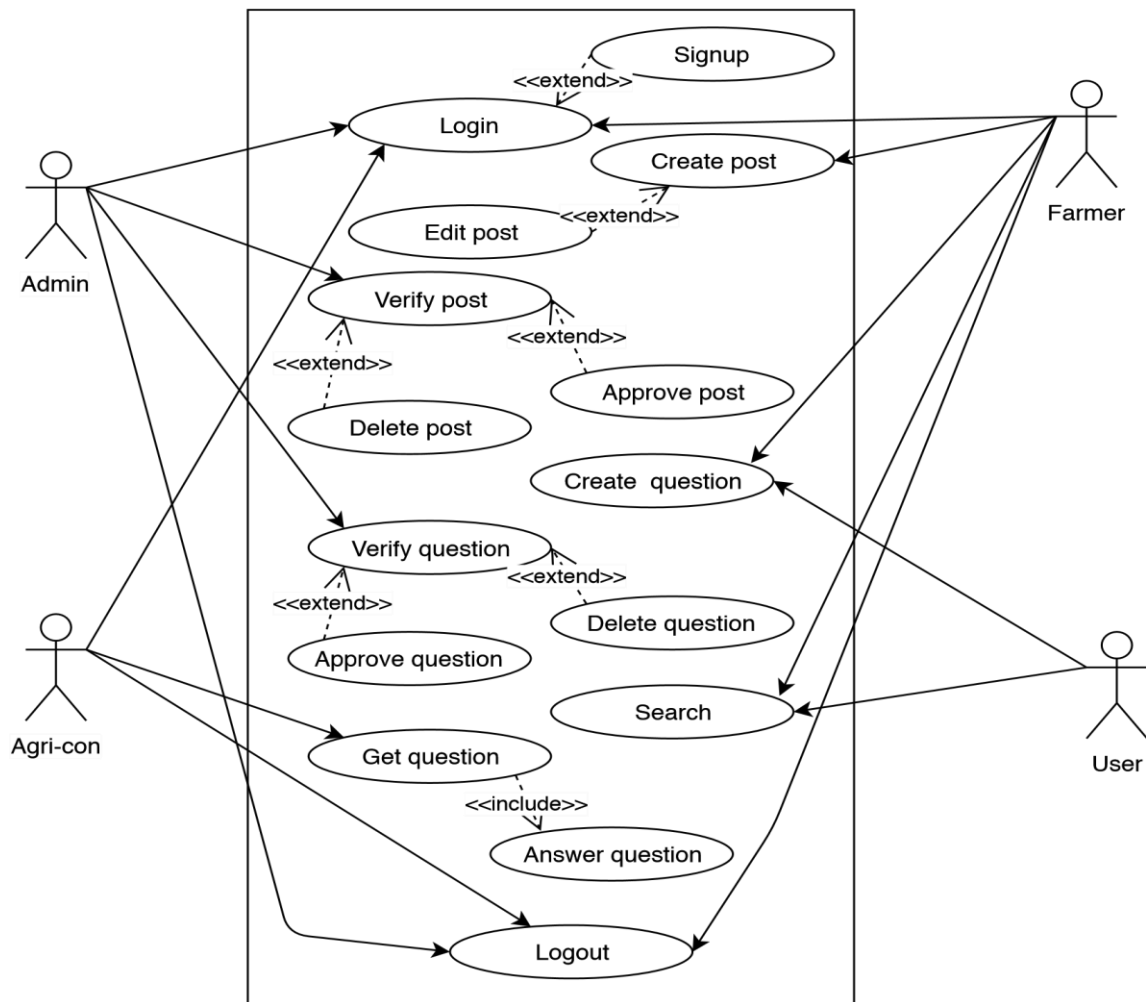 Signup
<<extend>>
Login
Create post
Farmer
<<extend>>
Edit post
Admin
Verify post
<<extend>>
<<extend>>
Approve post
Delete post
Create  question
Verify question
<<extend>>
<<extend>>
Delete question
Approve question
Search
Agri-con
Get question
User
<<include>>
Answer question
Logout